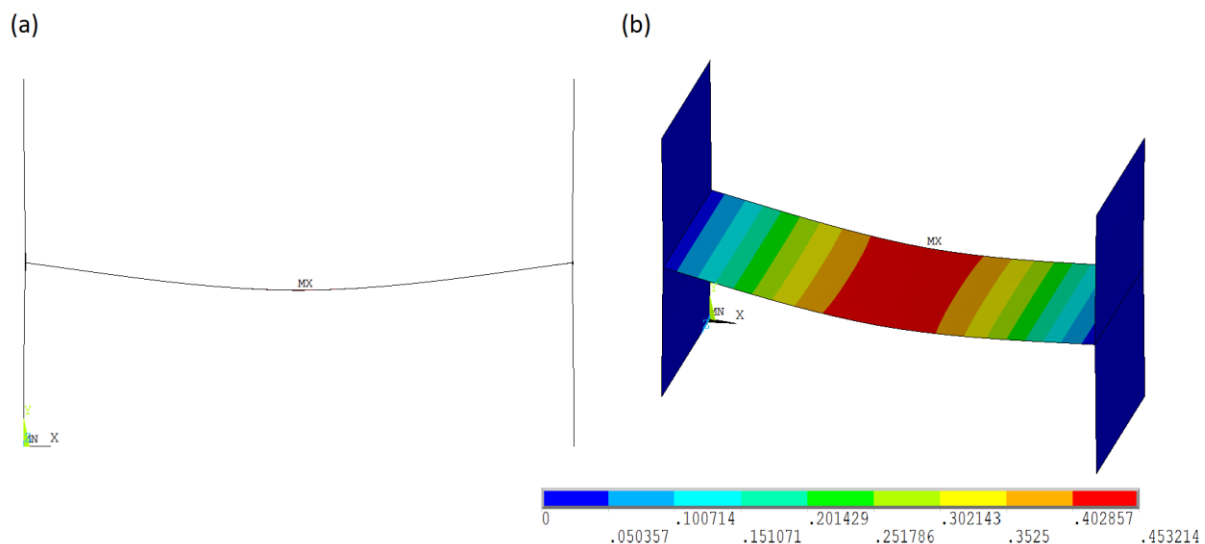 (a)
(b)
MX
MX
Y
MN X
MN X
0 .100714 .201429 .302143 .402857
.050357 .151071 .251786 .3525 .453214